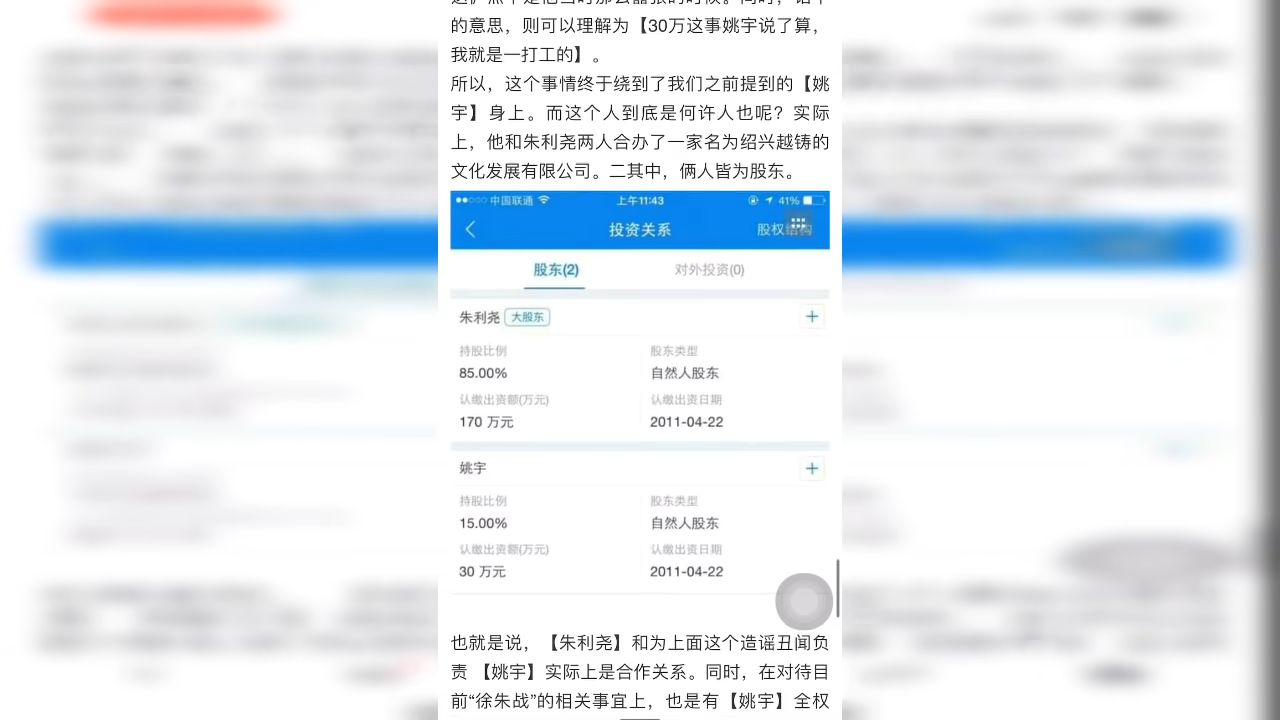 的意思，则可以理解为【30万这事姚宇说了算，
我就是一打工的】。
所以，这个事情终于绕到了我们之前提到的【姚
宇】身上。而这个人到底是何许人也呢？实际
上，他和朱利尧两人合办了一家名为绍兴越铸的
文化发展有限公司。二其中，俩人皆为股东。
中国联通 上午11:43 41%
投资关系 股权结构
股东(2) 对外投资(0)
朱利尧 大股东
持股比例 股东类型
85.00% 自然人股东
认缴出资额(万元) 认缴出资日期
170 万元 2011-04-22
姚宇
持股比例 股东类型
15.00% 自然人股东
认缴出资额(万元) 认缴出资日期
30 万元 2011-04-22
也就是说，【朱利尧】和为上面这个造谣丑闻负
责 【姚宇】实际上是合作关系。同时，在对待目
前“徐朱战”的相关事宜上，也是有【姚宇】全权